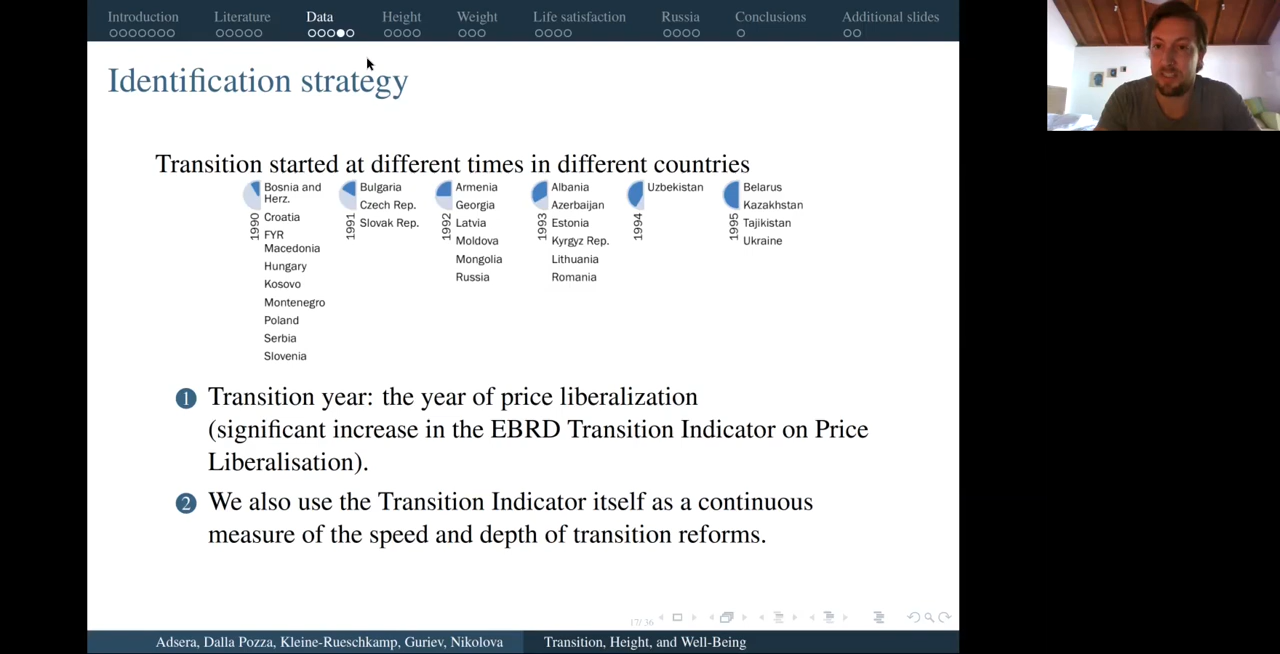 Introduction Literature Data Height Weight Life satisfaction Russia Conclusions Additional slides
Identification strategy
Transition started at different times in different countries
1990
Bosnia and
Herz.
Croatia
FYR
Macedonia
Hungary
Kosovo
Montenegro
Poland
Serbia
Slovenia
1991
Bulgaria
Czech Rep.
Slovak Rep.
1992
Armenia
Georgia
Latvia
Moldova
Mongolia
Russia
1993
Albania
Azerbaijan
Estonia
Kyrgyz Rep.
Lithuania
Romania
1994
Uzbekistan
1995
Belarus
Kazakhstan
Tajikistan
Ukraine
1 Transition year: the year of price liberalization
(significant increase in the EBRD Transition Indicator on Price
Liberalisation).
2 We also use the Transition Indicator itself as a continuous
measure of the speed and depth of transition reforms.
17/36
Adsera, Dalla Pozza, Kleine-Rueschkamp, Guriev, Nikolova Transition, Height, and Well-Being